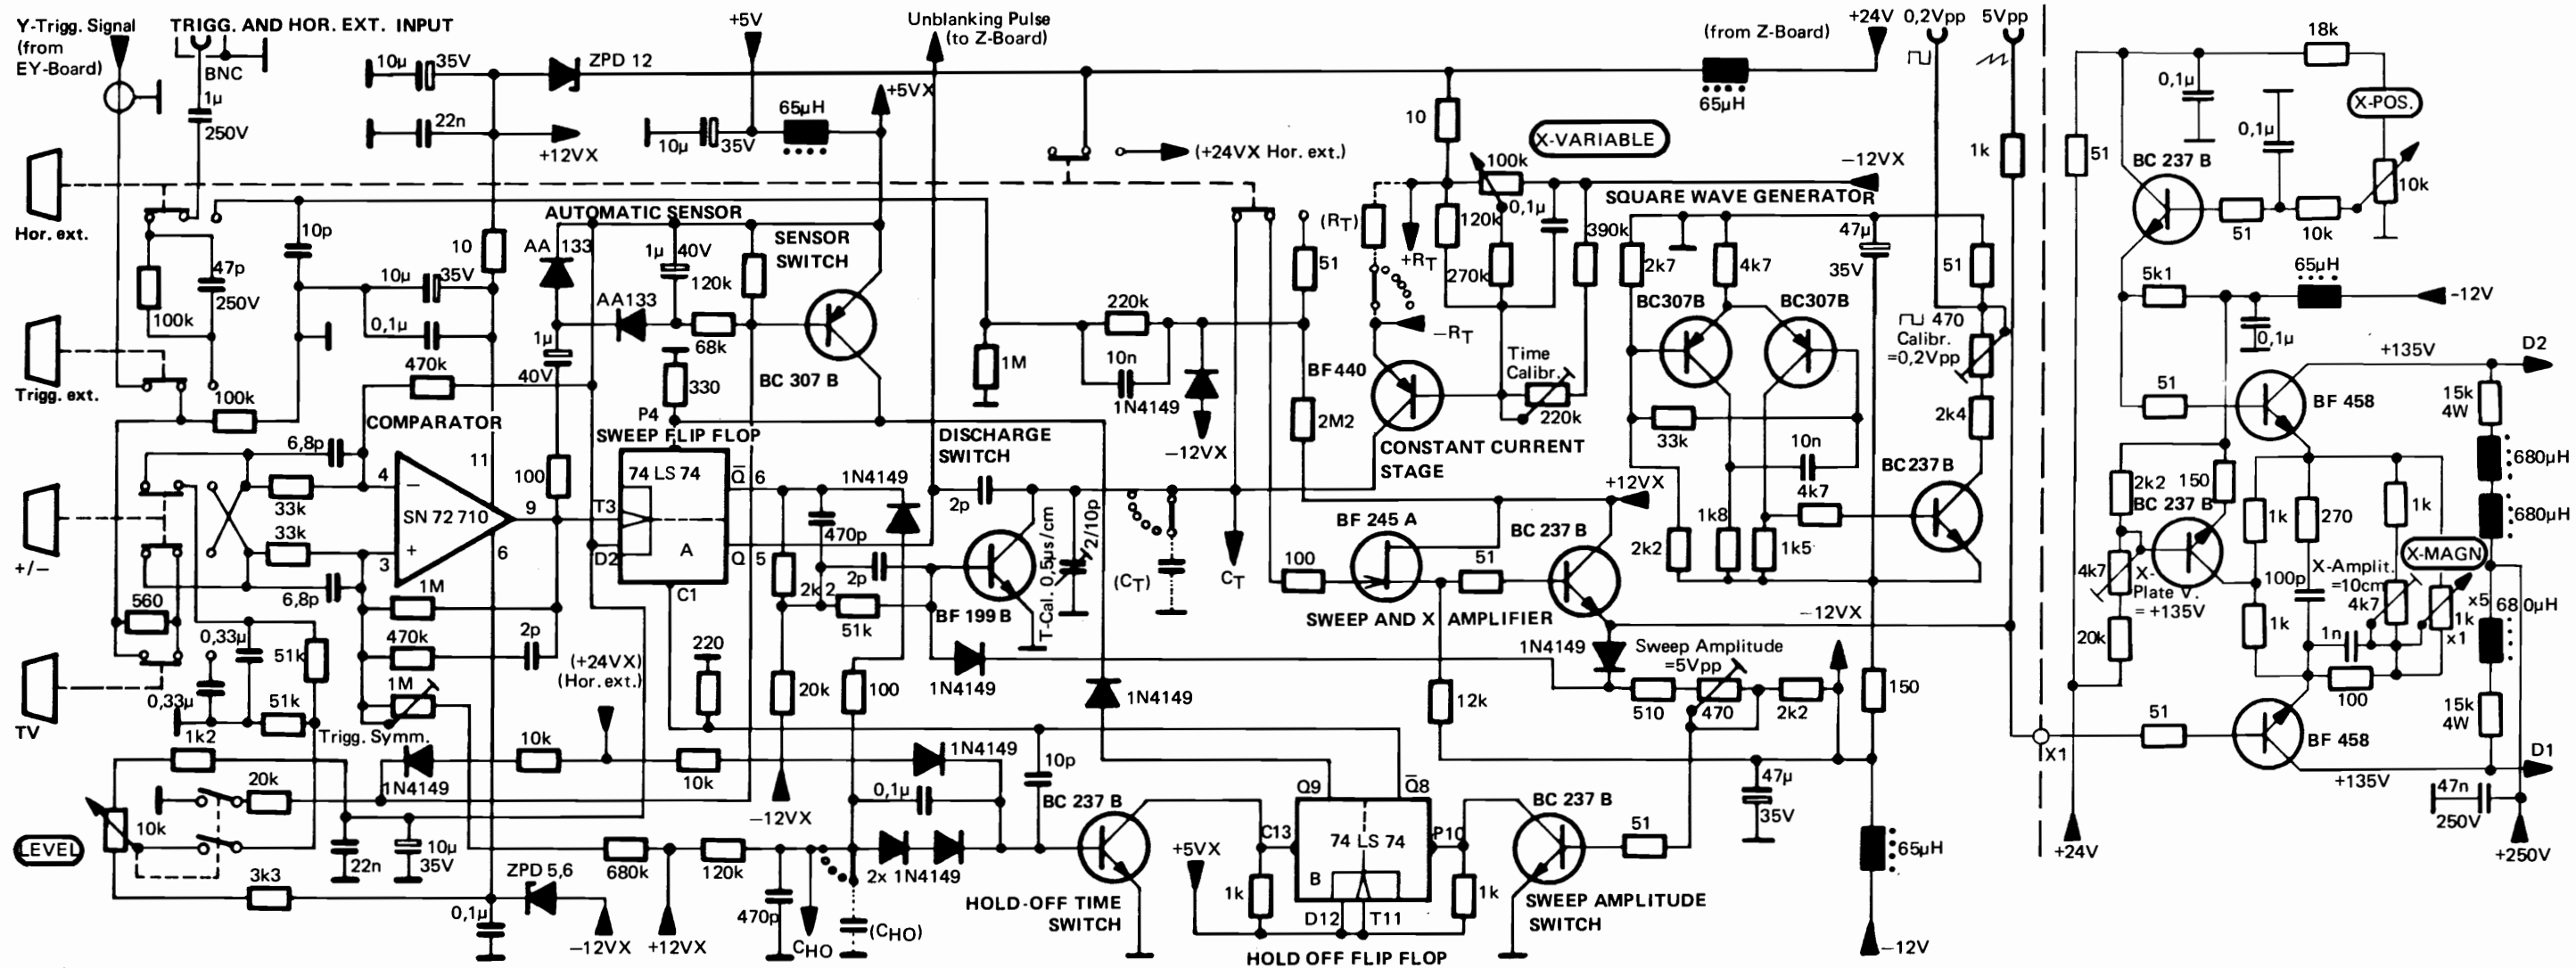 Y-Trigg. Signal
(from
EY-Board)
TRIGG. AND HOR. EXT. INPUT
BNC
1µ
250V
10µ
35V
ZPD 12
22n
+12VX
+5V
10µ
35V
65µH
+5VX
Unblanking Pulse
(to Z-Board)
(from Z-Board)
+24V
0,2Vpp
5Vpp
65µH
(+24VX Hor. ext.)
10
X-VARIABLE
100k
-12VX
1k
Hor. ext.
10p
47p
250V
100k
10
10µ
35V
0,1µ
470k
AUTOMATIC SENSOR
AA 133
1µ
40V
120k
SENSOR
SWITCH
AA133
68k
1µ
40V
330
BC 307 B
1M
220k
10n
1N4149
-12VX
51
2M2
(RT)
+RT
-RT
120k
270k
0,1µ
390k
BF440
Time
Calibr.
220k
CONSTANT CURRENT
STAGE
SQUARE WAVE GENERATOR
2k7
4k7
BC307B
BC307B
33k
10n
4k7
1k8
1k5
2k2
47µ
35V
51
470
Calibr.
=0,2Vpp
2k4
BC 237 B
Trigg. ext.
100k
COMPARATOR
6,8p
33k
33k
6,8p
4
3
11
9
6
−
+
SN 72 710
100
+/−
560
1M
470k
2p
0,33µ
51k
0,33µ
51k
1M
Trigg. Symm.
TV
P4
SWEEP FLIP FLOP
74 LS 74
T3
D2
A
Q̅ 6
Q 5
C1
220
(+24VX)
(Hor. ext.)
DISCHARGE
SWITCH
1N4149
470p
2p
2k2
51k
2p
BF 199 B
T-Cal. 0,5µs/cm
2/10p
(CT)
CT
20k
100
1N4149
1N4149
-12VX
100
BF 245 A
51
BC 237 B
+12VX
SWEEP AND X AMPLIFIER
-12VX
1N4149
Sweep Amplitude
=5Vpp
510
470
2k2
12k
150
47µ
35V
65µH
-12V
1k2
10k
1N4149
20k
10k
LEVEL
3k3
22n
10µ
35V
10k
1N4149
0,1µ
10p
ZPD 5,6
0,1µ
-12VX
680k
120k
+12VX
470p
CHO
(CHO)
2x 1N4149
BC 237 B
HOLD-OFF TIME
SWITCH
+5VX
1k
C13
Q9
Q̅8
74 LS 74
P10
B
D12
T11
HOLD OFF FLIP FLOP
1k
BC 237 B
51
SWEEP AMPLITUDE
SWITCH
18k
0,1µ
X-POS.
0,1µ
10k
51
BC 237 B
51
10k
5k1
65µH
-12V
0,1µ
+135V
D2
51
BF 458
15k
4W
680µH
680µH
2k2
BC 237 B
150
1k
270
1k
4k7
X-
Plate V.
= +135V
X-MAGN
X-Amplit.
=10cm
100p
4k7
x5
1k
x1
680µH
20k
1k
1n
100
15k
4W
51
BF 458
X1
+135V
D1
47n
250V
+24V
+250V